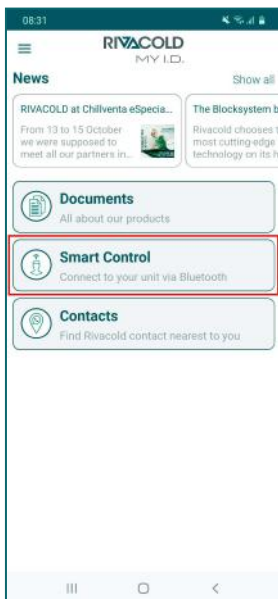 08:31
RIVACOLD
MY I.D.
News
Show all
RIVACOLD at Chillventa eSpecia...
From 13 to 15 October
we were supposed to
meet all our partners in...
The Blocksystem b
Rivacold chooses t
most cutting-edge
technology on its h
Documents
All about our products
Smart Control
Connect to your unit via Bluetooth
Contacts
Find Rivacold contact nearest to you